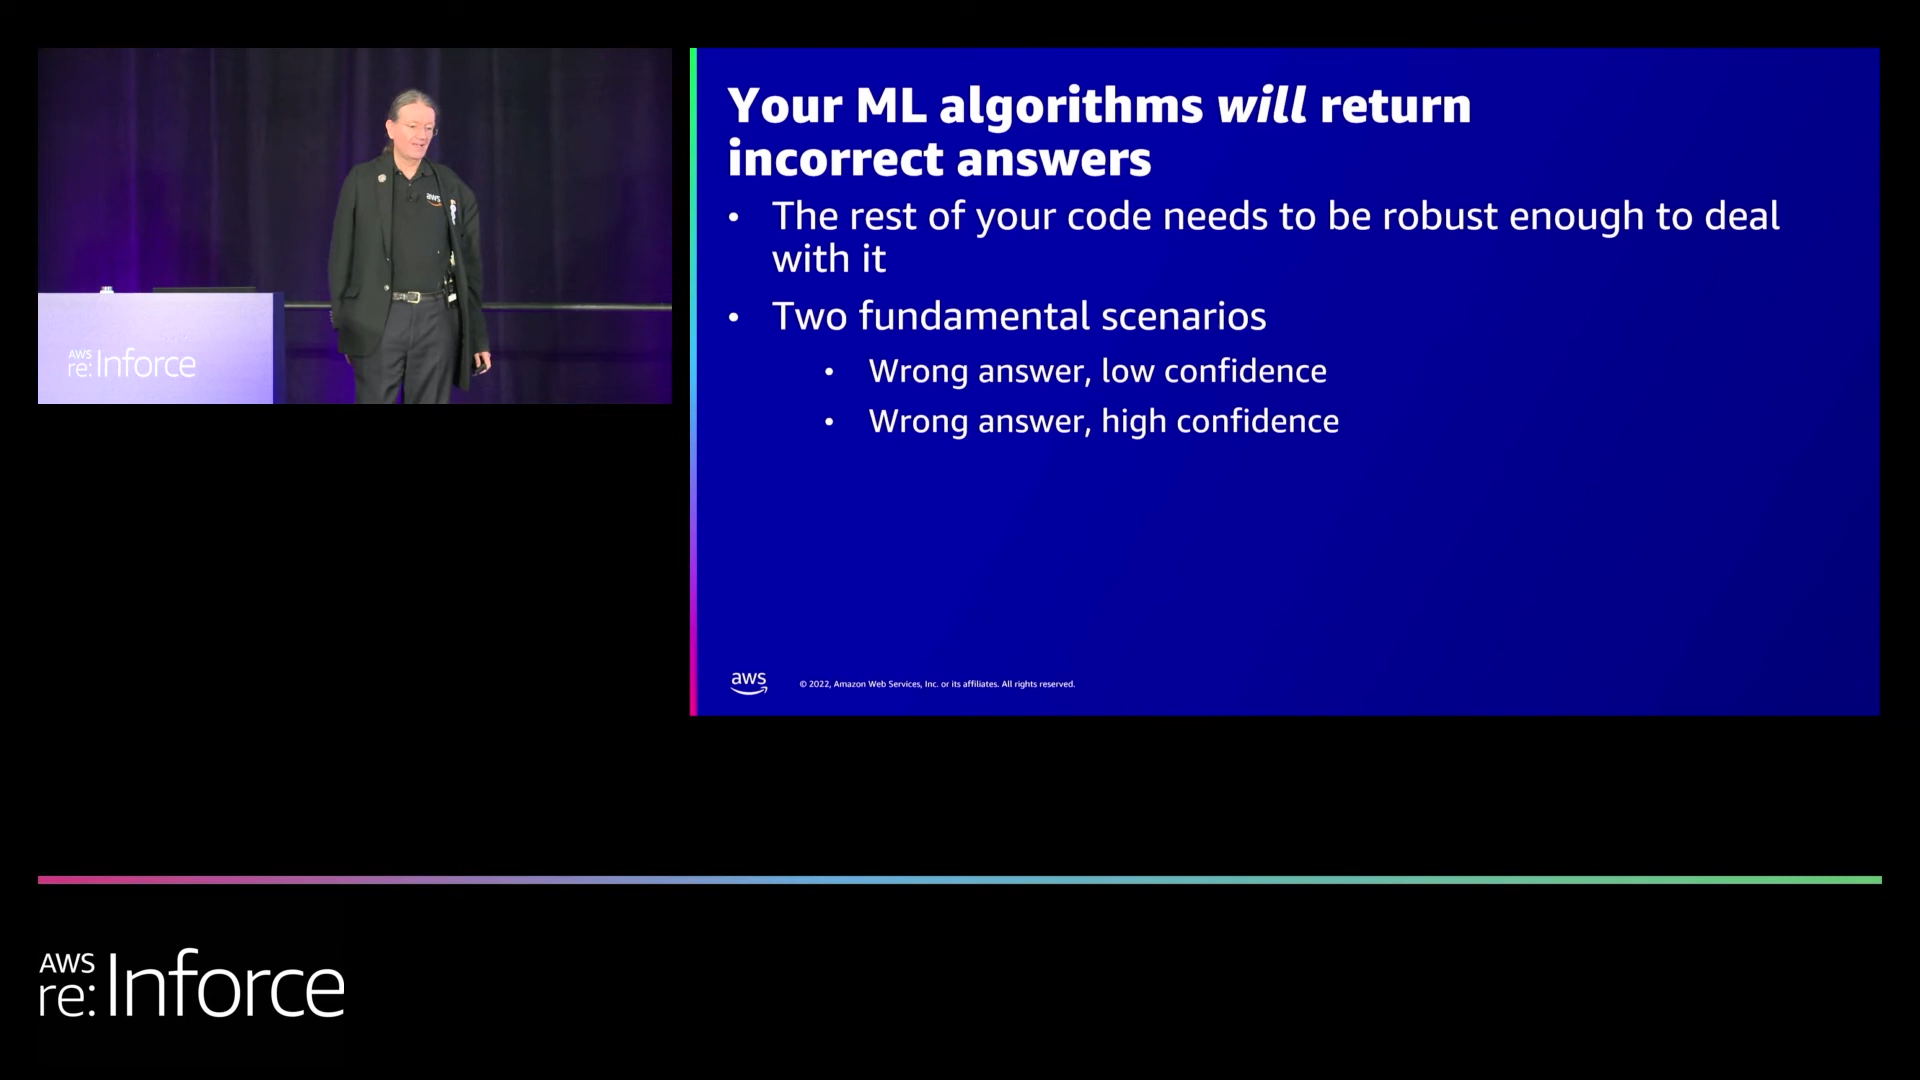 aws
AWS
re:Inforce
Your ML algorithms will return
incorrect answers
• The rest of your code needs to be robust enough to deal
with it
• Two fundamental scenarios
• Wrong answer, low confidence
• Wrong answer, high confidence
aws
© 2022, Amazon Web Services, Inc. or its affiliates. All rights reserved.
AWS
re:Inforce